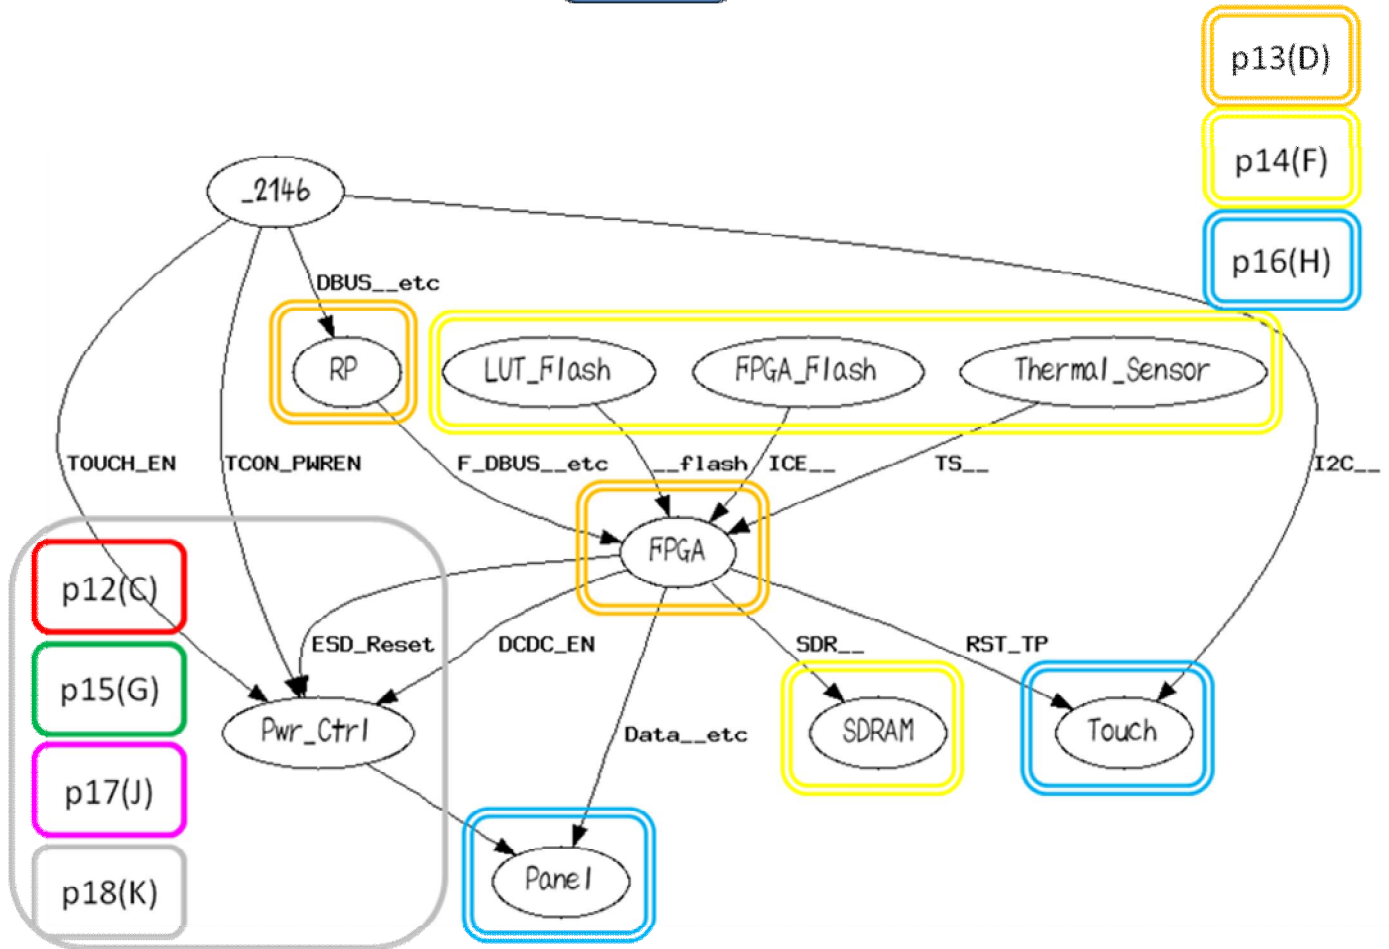 p13(D)
p14(F)
_2146
p16(H)
DBUS__etc
RP
LUT_Flash
FPGA_Flash
Thermal_Sensor
TOUCH_EN
TCON_PWREN
F_DBUS__etc
__flash
ICE__
TS__
I2C__
FPGA
p12(C)
ESD_Reset
DCDC_EN
SDR__
RST_TP
p15(G)
Pwr_Ctrl
Data__etc
SDRAM
Touch
p17(J)
Panel
p18(K)